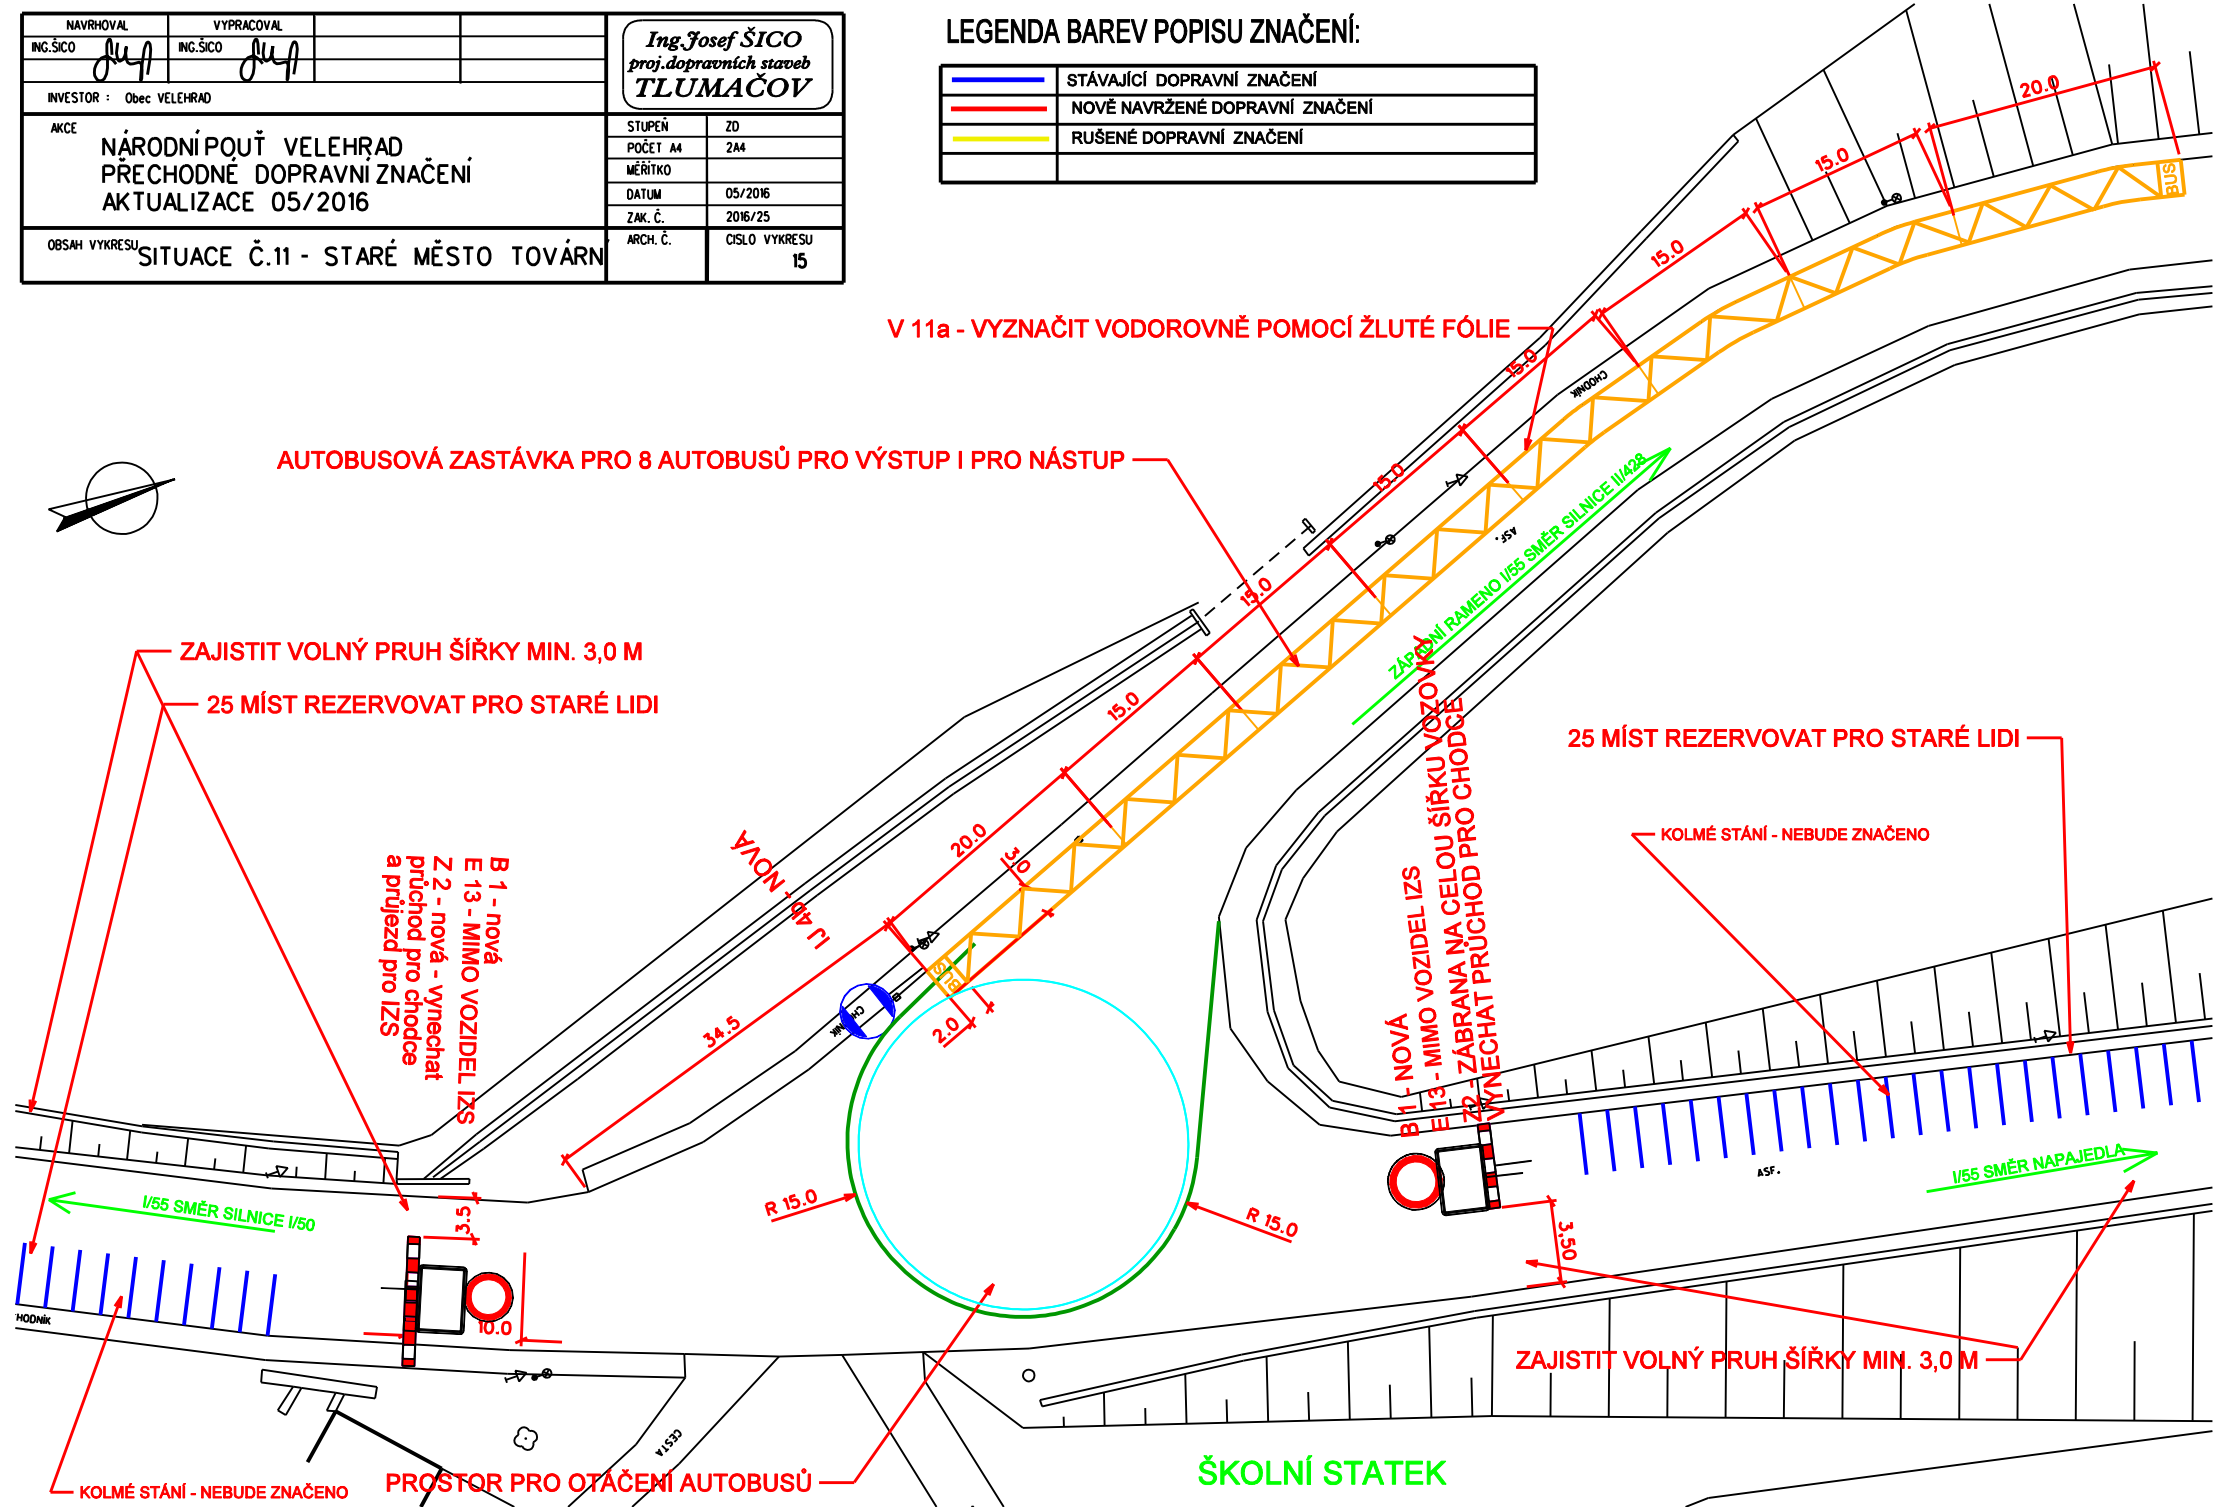 NAVRHOVAL
VYPRACOVAL
ING.ŠICO
ING.ŠICO
INVESTOR : Obec VELEHRAD
Ing.Josef ŠICO
proj.dopravních staveb
TLUMAČOV
AKCE
NÁRODNÍ POUŤ VELEHRAD
PŘECHODNÉ DOPRAVNÍ ZNAČENÍ
AKTUALIZACE 05/2016
STUPEŇ ZD
POČET A4 2A4
MĚŘÍTKO
DATUM 05/2016
ZAK. Č. 2016/25
ARCH. Č.
CISLO VYKRESU
15
OBSAH VYKRESU
SITUACE Č.11 - STARÉ MĚSTO TOVÁRN
LEGENDA BAREV POPISU ZNAČENÍ:
STÁVAJÍCÍ DOPRAVNÍ ZNAČENÍ
NOVĚ NAVRŽENÉ DOPRAVNÍ ZNAČENÍ
RUŠENÉ DOPRAVNÍ ZNAČENÍ
20.0
15.0
15.0
BUS
V 11a - VYZNAČIT VODOROVNĚ POMOCÍ ŽLUTÉ FÓLIE
15.0
CHODNÍK
AUTOBUSOVÁ ZASTÁVKA PRO 8 AUTOBUSŮ PRO VÝSTUP I PRO NÁSTUP
15.0
ASF.
ZÁPADNÍ RAMENO I/55 SMĚR SILNICE II/428
15.0
ZAJISTIT VOLNÝ PRUH ŠÍŘKY MIN. 3,0 M
25 MÍST REZERVOVAT PRO STARÉ LIDI
15.0
25 MÍST REZERVOVAT PRO STARÉ LIDI
KOLMÉ STÁNÍ - NEBUDE ZNAČENO
20.0
3.0
IJ 4b - NOVÁ
B 1 - nová
E 13 - MIMO VOZIDEL IZS
Z 2 - nová - vynechat
průchod pro chodce
a průjezd pro IZS
B 1 - NOVÁ
E 13 - MIMO VOZIDEL IZS
Z2 - ZÁBRANA NA CELOU ŠÍŘKU VOZOVKY
VYNECHAT PRŮCHOD PRO CHODCE
BUS
34.5
2.0
CHODNÍK
R 15.0
R 15.0
I/55 SMĚR SILNICE I/50
3.5
10.0
3,50
ASF.
I/55 SMĚR NAPAJEDLA
HODNÍK
ZAJISTIT VOLNÝ PRUH ŠÍŘKY MIN. 3,0 M
CESTA
KOLMÉ STÁNÍ - NEBUDE ZNAČENO
PROSTOR PRO OTÁČENÍ AUTOBUSŮ
ŠKOLNÍ STATEK